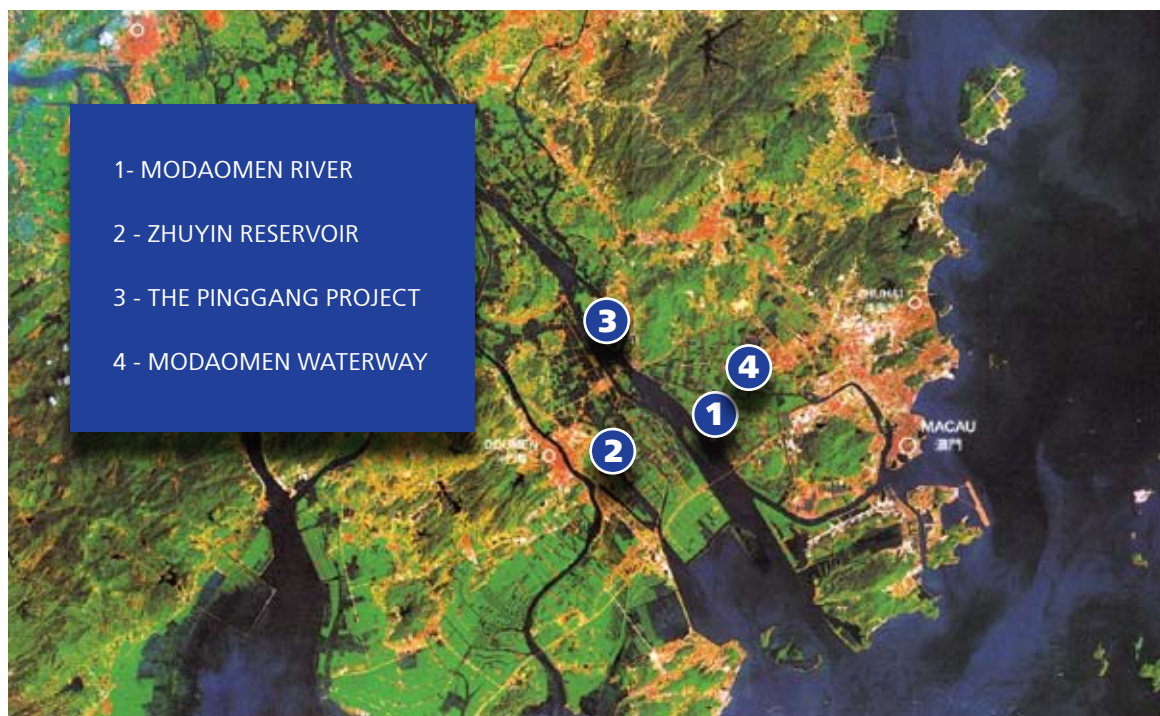 1- MODAOMEN RIVER
2 - ZHUYIN RESERVOIR
3 - THE PINGGANG PROJECT
4 - MODAOMEN WATERWAY
3
4
ZHUHAI
1
MACAU
澳門
DOUMEN
2